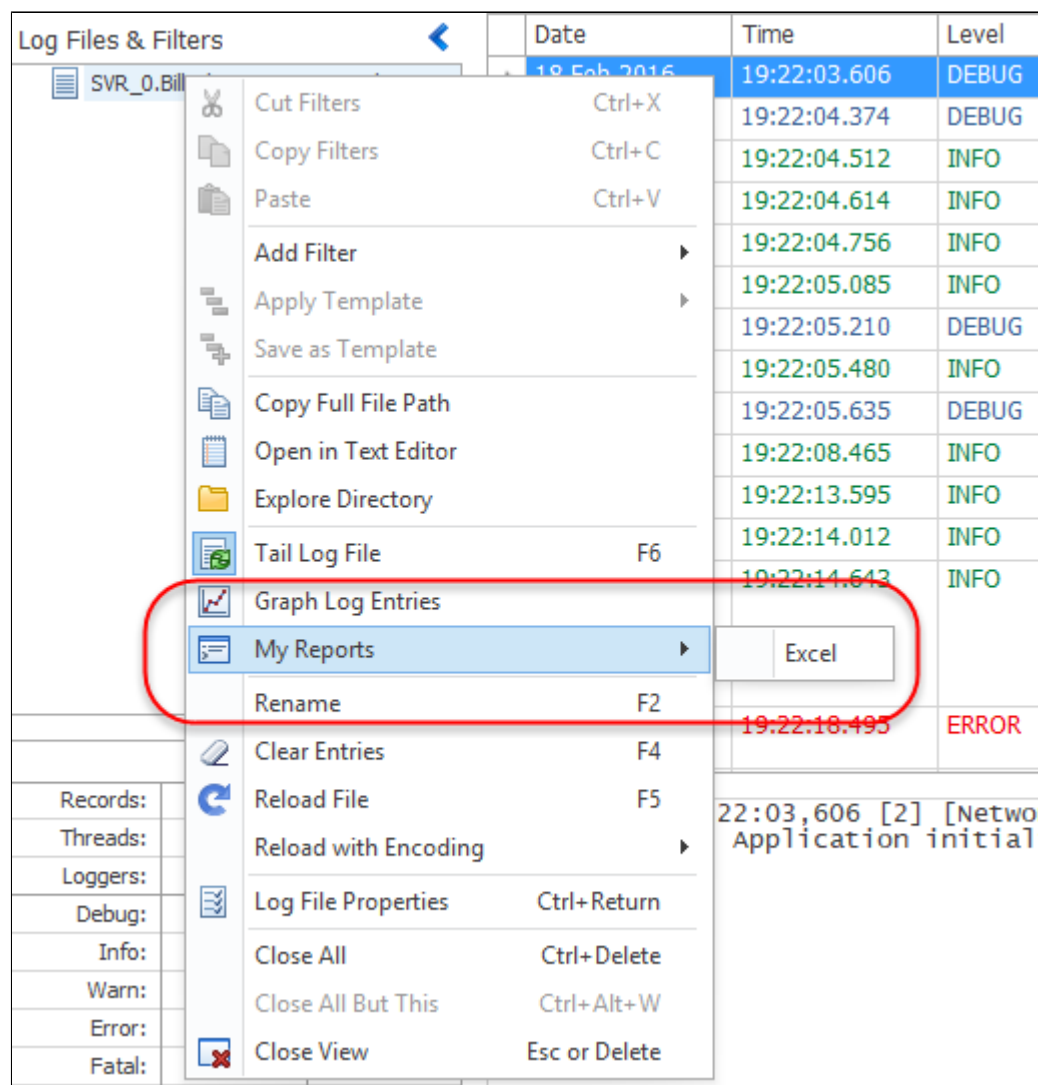 Log Files & Filters
Date Time Level
SVR_0.Bill
18 Feb 2016 19:22:03.606 DEBUG
19:22:04.374 DEBUG
19:22:04.512 INFO
19:22:04.614 INFO
19:22:04.756 INFO
19:22:05.085 INFO
19:22:05.210 DEBUG
19:22:05.480 INFO
19:22:05.635 DEBUG
19:22:08.465 INFO
19:22:13.595 INFO
19:22:14.012 INFO
19:22:14.643 INFO
19:22:18.495 ERROR
Cut Filters Ctrl+X
Copy Filters Ctrl+C
Paste Ctrl+V
Add Filter
Apply Template
Save as Template
Copy Full File Path
Open in Text Editor
Explore Directory
Tail Log File F6
Graph Log Entries
My Reports
Excel
Rename F2
Clear Entries F4
Reload File F5
Reload with Encoding
Log File Properties Ctrl+Return
Close All Ctrl+Delete
Close All But This Ctrl+Alt+W
Close View Esc or Delete
Records:
Threads:
Loggers:
Debug:
Info:
Warn:
Error:
Fatal:
22:03,606 [2] [Netwo
Application initial